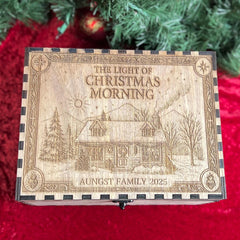 THE LIGHT OF
CHRISTMAS
MORNING
AUNGST FAMILY 2025